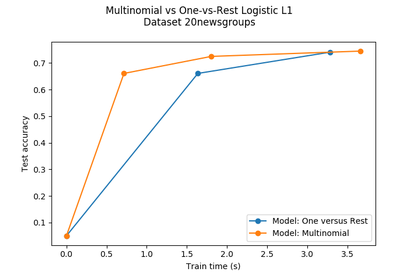 Multinomial vs One-vs-Rest Logistic L1
Dataset 20newsgroups
Test accuracy
0.7
0.6
0.5
0.4
0.3
0.2
0.1
0.0
0.5
1.0
1.5
2.0
2.5
3.0
3.5
Train time (s)
Model: One versus Rest
Model: Multinomial